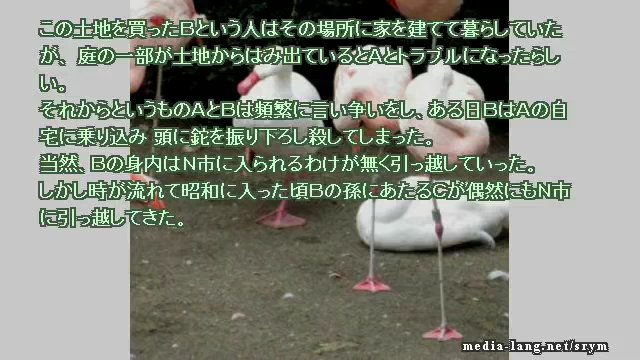 この土地を買ったＢという人はその場所に家を建てて暮らしていた
が、 庭の一部が土地からはみ出ているとＡとトラブルになったらし
い。
それからというものＡとＢは頻繁に言い争いをし、ある日ＢはＡの自
宅に乗り込み 頭に鉈を振り下ろし殺してしまった。
当然、Ｂの身内はＮ市に入られるわけが無く引っ越していった。
しかし時が流れて昭和に入った頃Ｂの孫にあたるＣが偶然にもＮ市
に引っ越してきた。
media-lang.net/srym